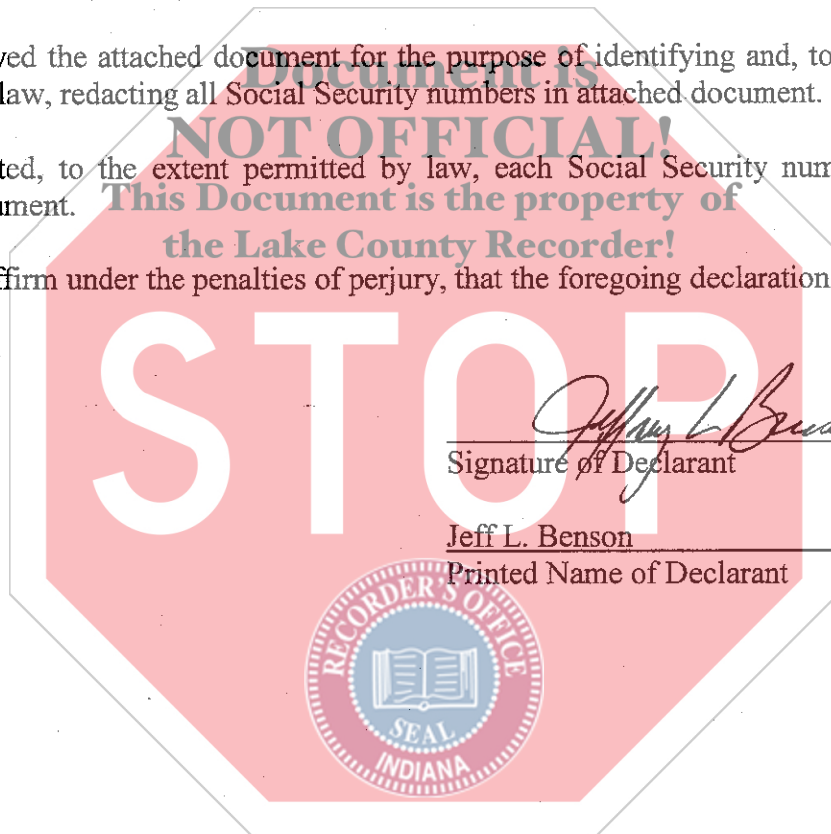 ved the attached document for the purpose of identifying and, to
Document is
law, redacting all Social Security numbers in attached document.
NOT OFFICIAL!
ted, to the extent permitted by law, each Social Security num
ument.
This Document is the property of
the Lake County Recorder!
ffirm under the penalties of perjury, that the foregoing declaration
STOP
Jeffrey L Benson
Signature of Declarant
Jeff L. Benson
Printed Name of Declarant
RECORDER'S OFFICE
SEAL
INDIANA